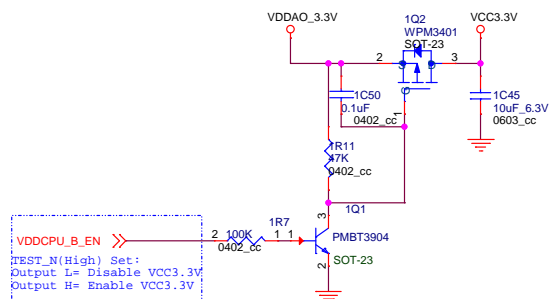 VDDAO_3.3V
1Q2
WPM3401
SOT-23
VCC3.3V
2
3
S
D
G
1
1C50
0.1uF
0402_cc
1C45
10uF_6.3V
0603_cc
1R11
47K
0402_cc
1Q1
3
VDDCPU_B_EN
2
100K
0402_cc
1R7
1
1
PMBT3904
2
SOT-23
TEST_N(High) Set:
Output L= Disable VCC3.3V
Output H= Enable VCC3.3V